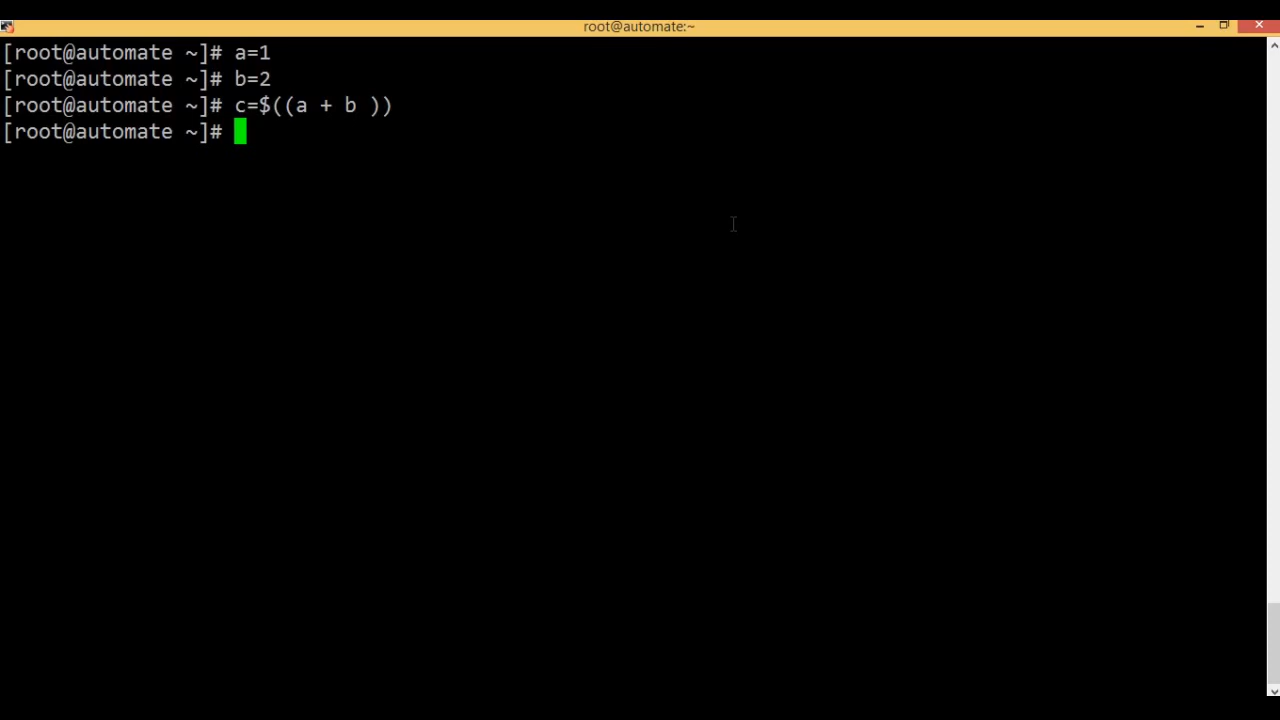 root@automate:~
[root@automate ~]# a=1
[root@automate ~]# b=2
[root@automate ~]# c=$((a + b ))
[root@automate ~]#